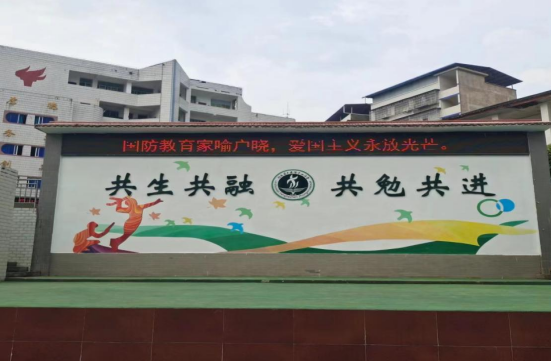 国防教育家喻户晓，爱国主义永放光芒。
共生共融 共勉共进